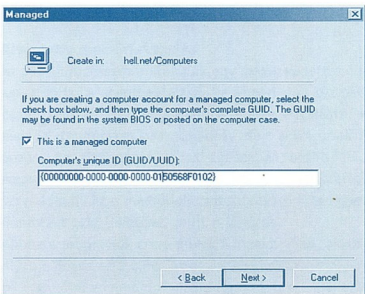 Managed
Create in: hell.net/Computers
If you are creating a computer account for a managed computer, select the
check box below, and then type the computer's complete GUID. The GUID
may be found in the system BIOS or posted on the computer case.
This is a managed computer
Computer's unique ID (GUID/UUID):
{00000000-0000-0000-0000-0150568F0102}
< Back Next > Cancel